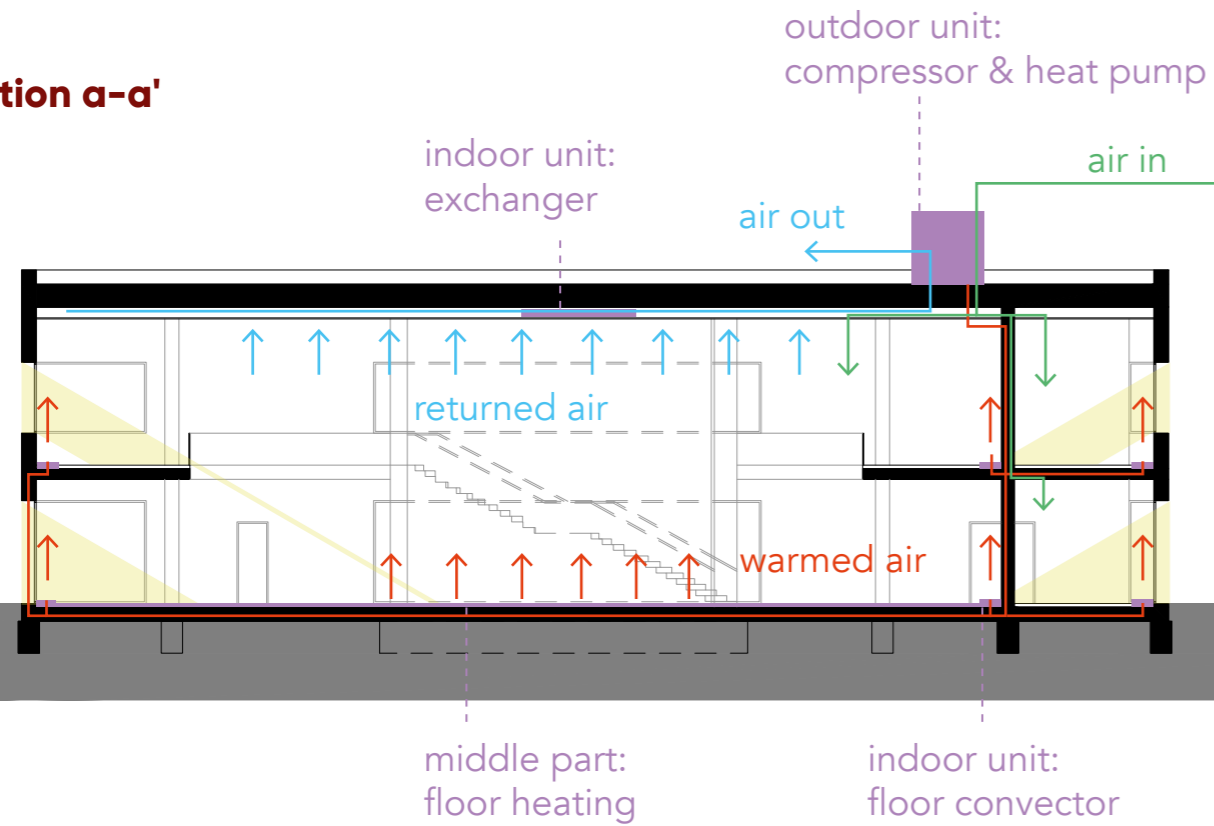 outdoor unit:
compressor & heat pump
tion a-a'
indoor unit:
exchanger
air in
air out
returned air
warmed air
middle part:
floor heating
indoor unit:
floor convector